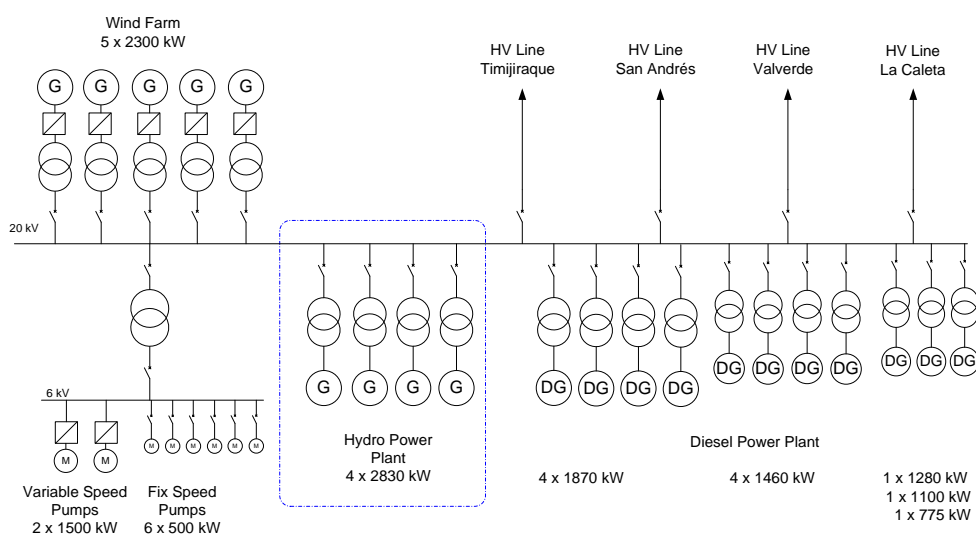 Wind Farm
5 x 2300 kW
HV Line
Timijiraque
HV Line
San Andrés
HV Line
Valverde
HV Line
La Caleta
G G G G G
20 kV
G G G G
DG DG DG DG
DG DG DG DG
DG DG DG
6 kV
M M M M M M M M
Hydro Power
Plant
4 x 2830 kW
Diesel Power Plant
4 x 1870 kW
4 x 1460 kW
1 x 1280 kW
1 x 1100 kW
1 x 775 kW
Variable Speed
Pumps
2 x 1500 kW
Fix Speed
Pumps
6 x 500 kW